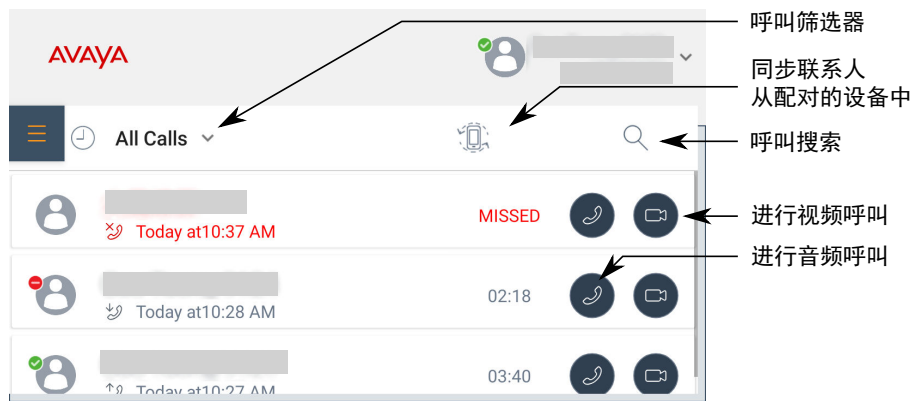 呼叫筛选器
AVAYA
同步联系人
从配对的设备中
All Calls
呼叫搜索
MISSED
进行视频呼叫
Today at10:37 AM
进行音频呼叫
02:18
Today at10:28 AM
03:40
Today at10:27 AM